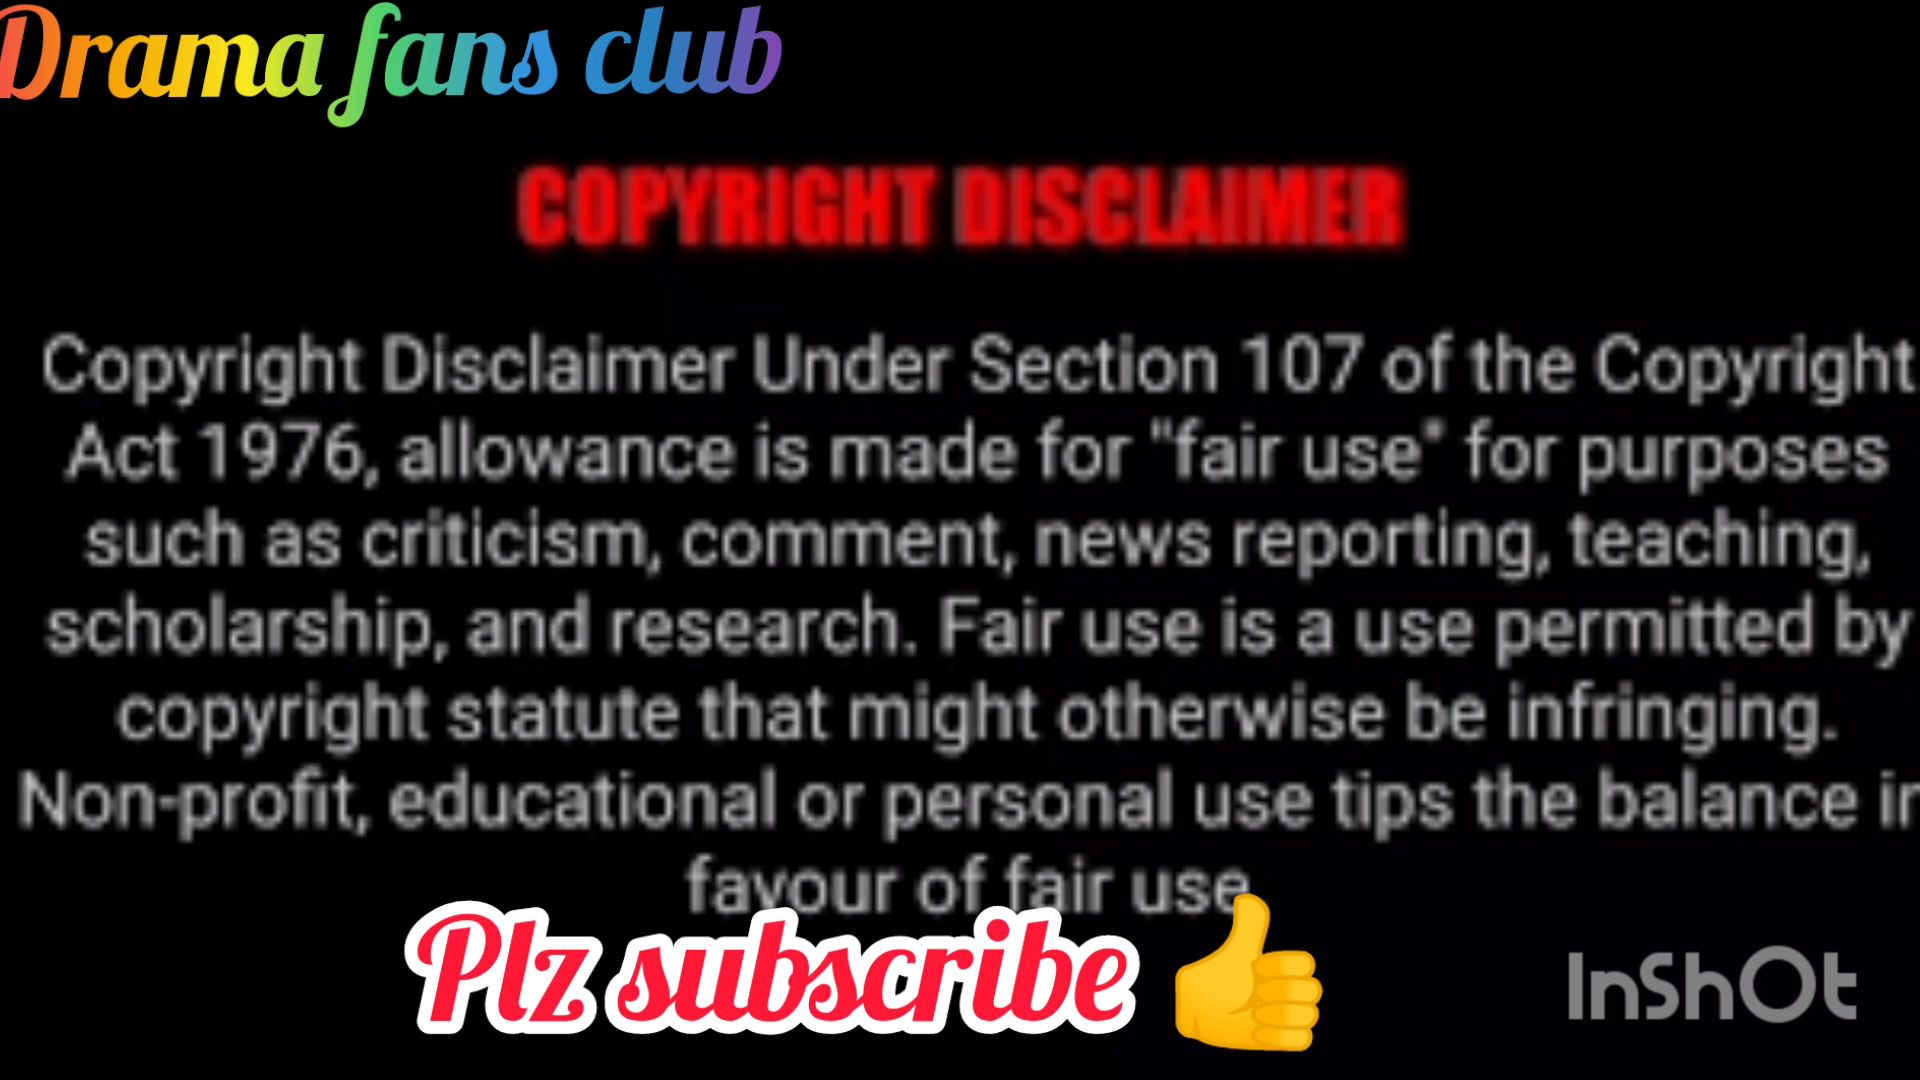 Drama fans club
COPYRIGHT DISCLAIMER
Copyright Disclaimer Under Section 107 of the Copyright
Act 1976, allowance is made for "fair use" for purposes
such as criticism, comment, news reporting, teaching,
scholarship, and research. Fair use is a use permitted by
copyright statute that might otherwise be infringing.
Non-profit, educational or personal use tips the balance in
favour of fair use
Plz subscribe 👍
InShOt